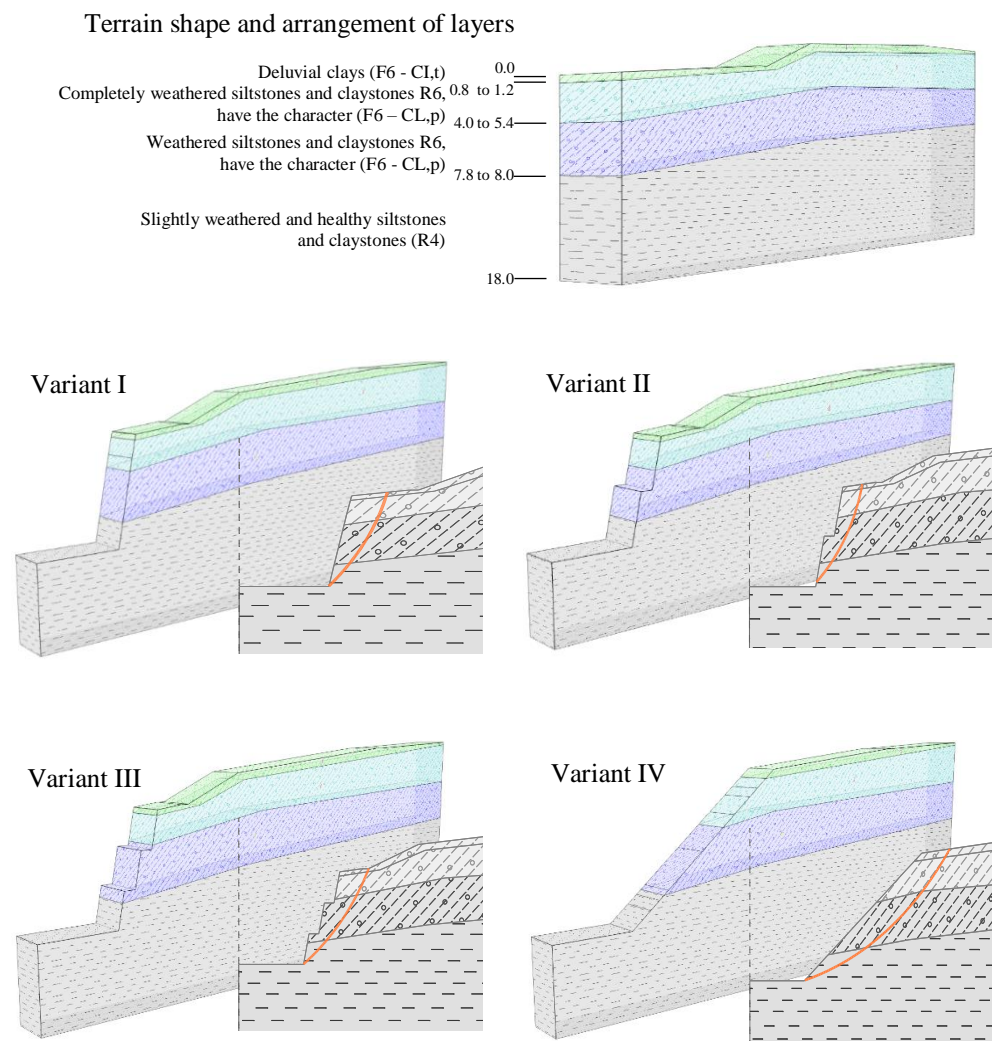 Terrain shape and arrangement of layers
Deluvial clays (F6 - CI,t)
0.0
Completely weathered siltstones and claystones R6,
0.8 to 1.2
have the character (F6 – CL,p)
4.0 to 5.4
Weathered siltstones and claystones R6,
have the character (F6 - CL,p)
7.8 to 8.0
Slightly weathered and healthy siltstones
and claystones (R4)
18.0
Variant I
Variant II
Variant III
Variant IV